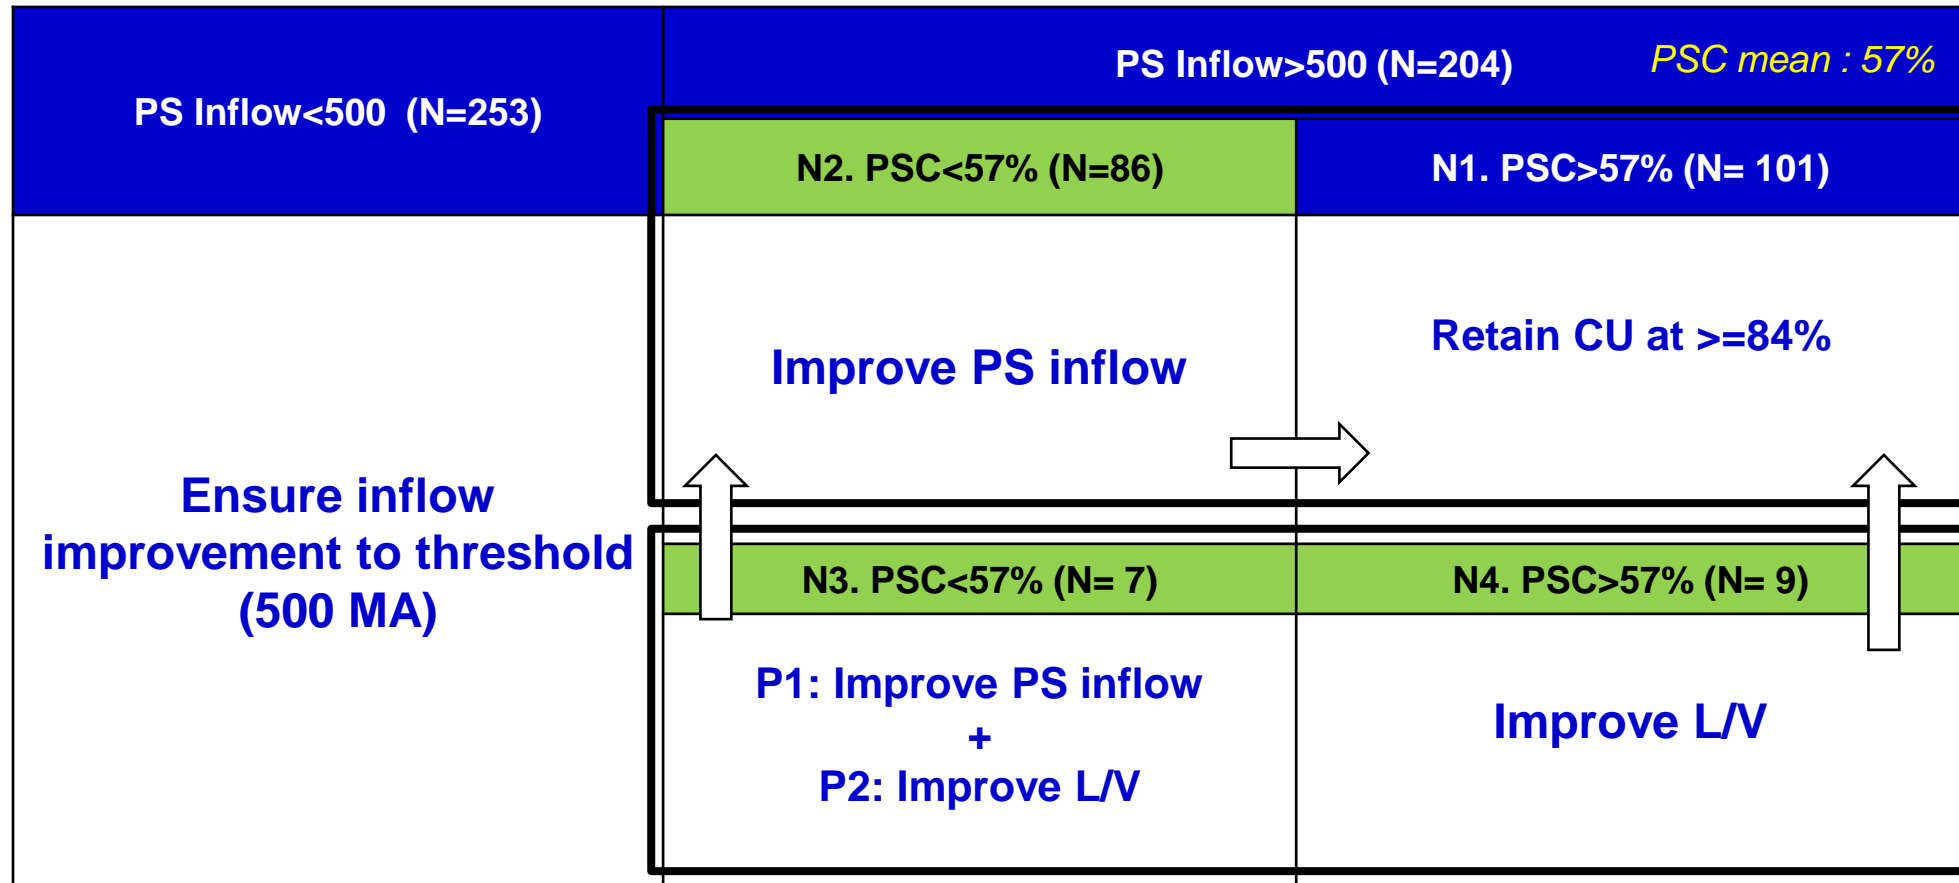 PS Inflow<500 (N=253)
PS Inflow>500 (N=204)
PSC mean : 57%
N2. PSC<57% (N=86)
N1. PSC>57% (N= 101)
Ensure inflow
improvement to threshold
(500 MA)
Improve PS inflow
Retain CU at >=84%
N3. PSC<57% (N= 7)
N4. PSC>57% (N= 9)
P1: Improve PS inflow
+
P2: Improve L/V
Improve L/V